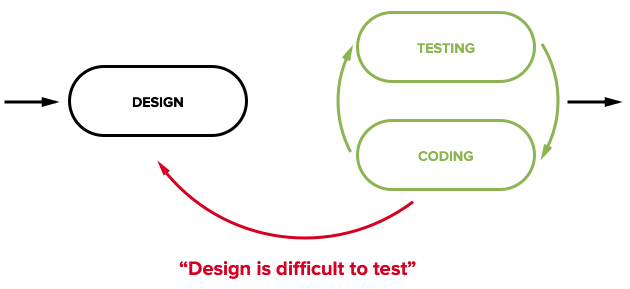 TESTING
DESIGN
CODING
“Design is difficult to test”